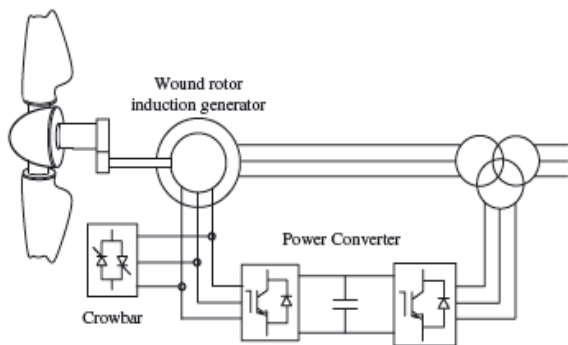 Wound rotor
induction generator
Power Converter
Crowbar